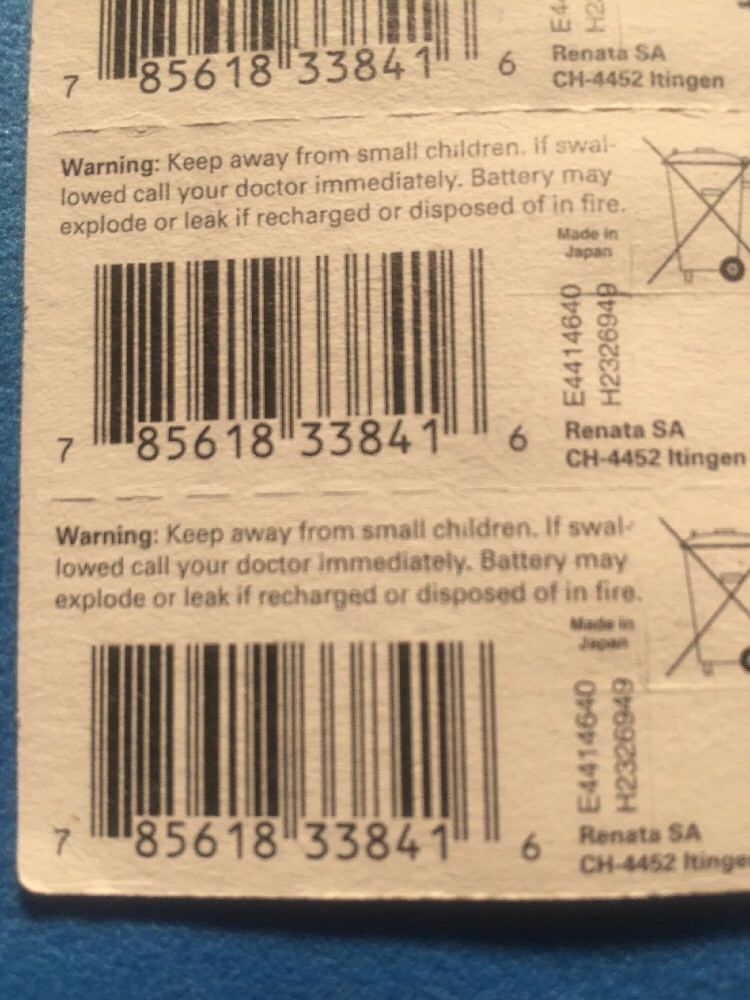 7 85618 33841 6
Renata SA
CH-4452 Itingen
Warning: Keep away from small children. If swal-
lowed call your doctor immediately. Battery may
explode or leak if recharged or disposed of in fire.
Made in
Japan
E4414640
H2326949
7 85618 33841 6
Renata SA
CH-4452 Itingen
Warning: Keep away from small children. If swal-
lowed call your doctor immediately. Battery may
explode or leak if recharged or disposed of in fire.
Made in
Japan
E4414640
H2326949
7 85618 33841 6
Renata SA
CH-4452 Itinge